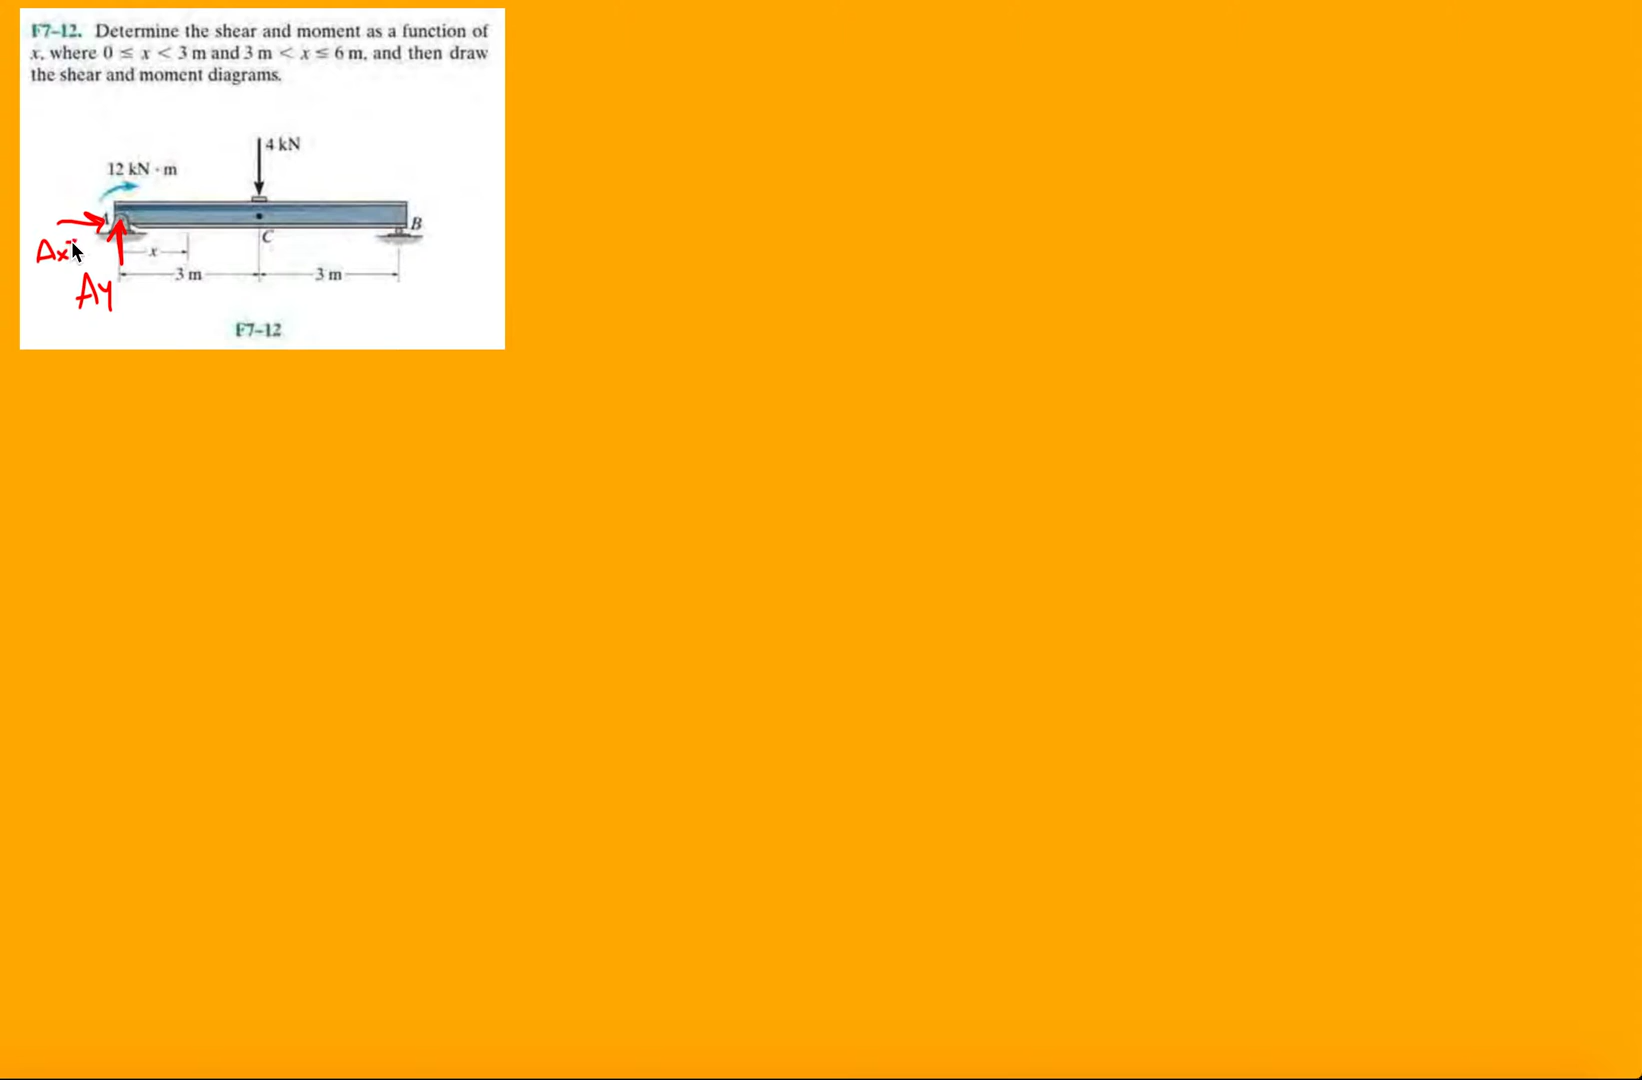 F7–12. Determine the shear and moment as a function of
x, where 0 ≤ x < 3 m and 3 m < x ≤ 6 m, and then draw
the shear and moment diagrams.
4 kN
12 kN · m
A
B
C
x
3 m
3 m
Ax
Ay
F7–12